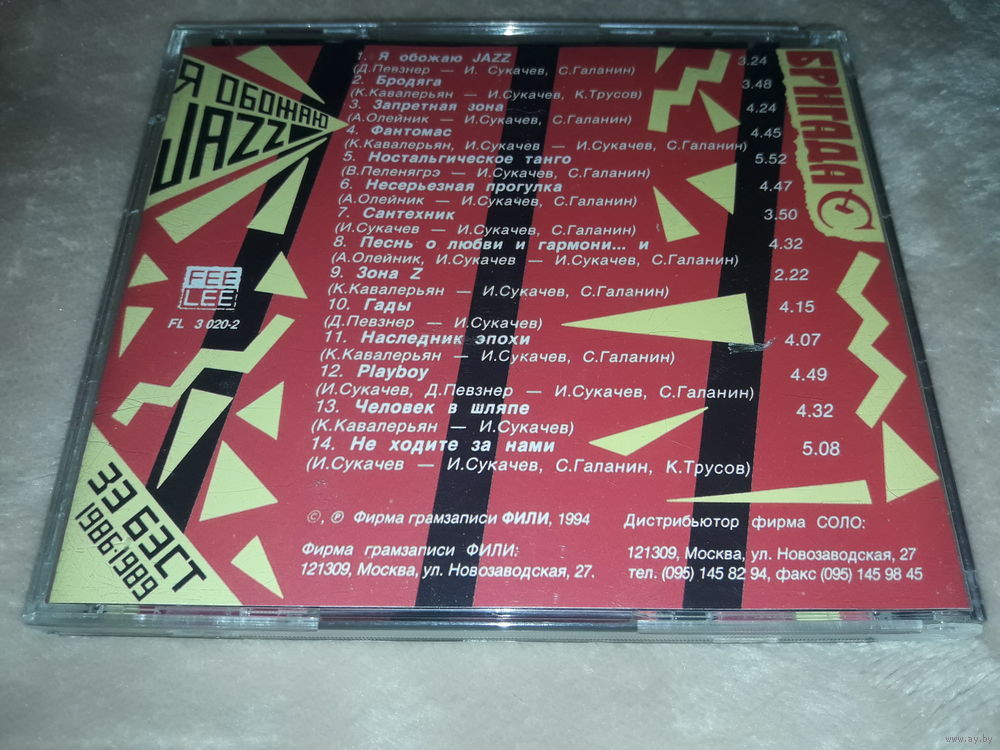 Я ОБОЖАЮ
JAZZ
1. Я обожаю JAZZ 3.24
(Д.Певзнер — И. Сукачев, С.Галанин)
2. Бродяга 3.48
(К.Кавалерьян — И.Сукачев, К.Трусов)
3. Запретная зона 4.24
(А.Олейник — И.Сукачев, С.Галанин)
4. Фантомас 4.45
(К.Кавалерьян, И.Сукачев — И.Сукачев, С.Галанин)
5. Ностальгическое танго 5.52
(В.Пеленягрэ — И.Сукачев, С.Галанин)
6. Несерьезная прогулка 4.47
(А.Олейник — И.Сукачев, С.Галанин)
7. Сантехник 3.50
(И.Сукачев — И.Сукачев, С.Галанин)
8. Песнь о любви и гармони... и 4.32
(А.Олейник, И.Сукачев — И.Сукачев, С.Галанин)
9. Зона Z 2.22
(К.Кавалерьян — И.Сукачев, С.Галанин)
10. Гады 4.15
(Д.Певзнер — И.Сукачев)
11. Наследник эпохи 4.07
(К.Кавалерьян — И.Сукачев, С.Галанин)
12. Playboy 4.49
(И.Сукачев, Д.Певзнер — И.Сукачев, С.Галанин)
13. Человек в шляпе 4.32
(К.Кавалерьян — И.Сукачев)
14. Не ходите за нами 5.08
(И.Сукачев — И.Сукачев, С.Галанин, К.Трусов)
БРИГАДА С
FEE
LEE
FL 3 020-2
ЗЭ БЭСТ
1986-1989
©, ℗ Фирма грамзаписи ФИЛИ, 1994
Фирма грамзаписи ФИЛИ:
121309, Москва, ул. Новозаводская, 27.
Дистрибьютор фирма СОЛО:
121309, Москва, ул. Новозаводская, 27
тел. (095) 145 82 94, факс (095) 145 98 45
www.ay.by